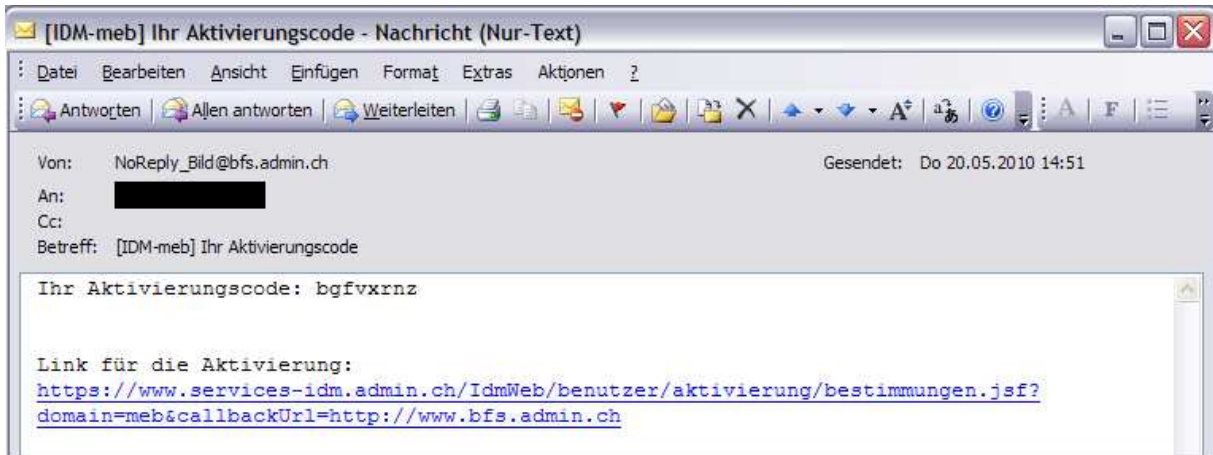 [IDM-meb] Ihr Aktivierungscode - Nachricht (Nur-Text)
Datei Bearbeiten Ansicht Einfügen Format Extras Aktionen ?
Antworten Allen antworten Weiterleiten A F
Von: NoReply_Bild@bfs.admin.ch Gesendet: Do 20.05.2010 14:51
An:
Cc:
Betreff: [IDM-meb] Ihr Aktivierungscode
Ihr Aktivierungscode: bgfvxrnz
Link für die Aktivierung:
https://www.services-idm.admin.ch/IdmWeb/benutzer/aktivierung/bestimmungen.jsf?
domain=meb&callbackUrl=http://www.bfs.admin.ch